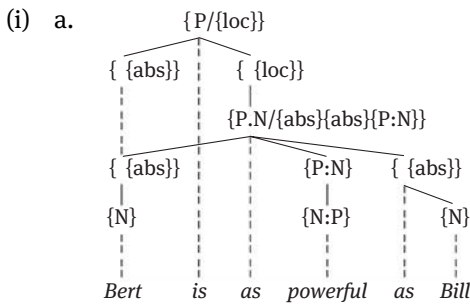 (i) a. {P/{loc}
{ {abs}} { {loc}
{P.N/{abs}{abs}{P:N}}
{ {abs}} {P:N} { {abs}}
{N} {N:P} {N}
Bert is as powerful as Bill